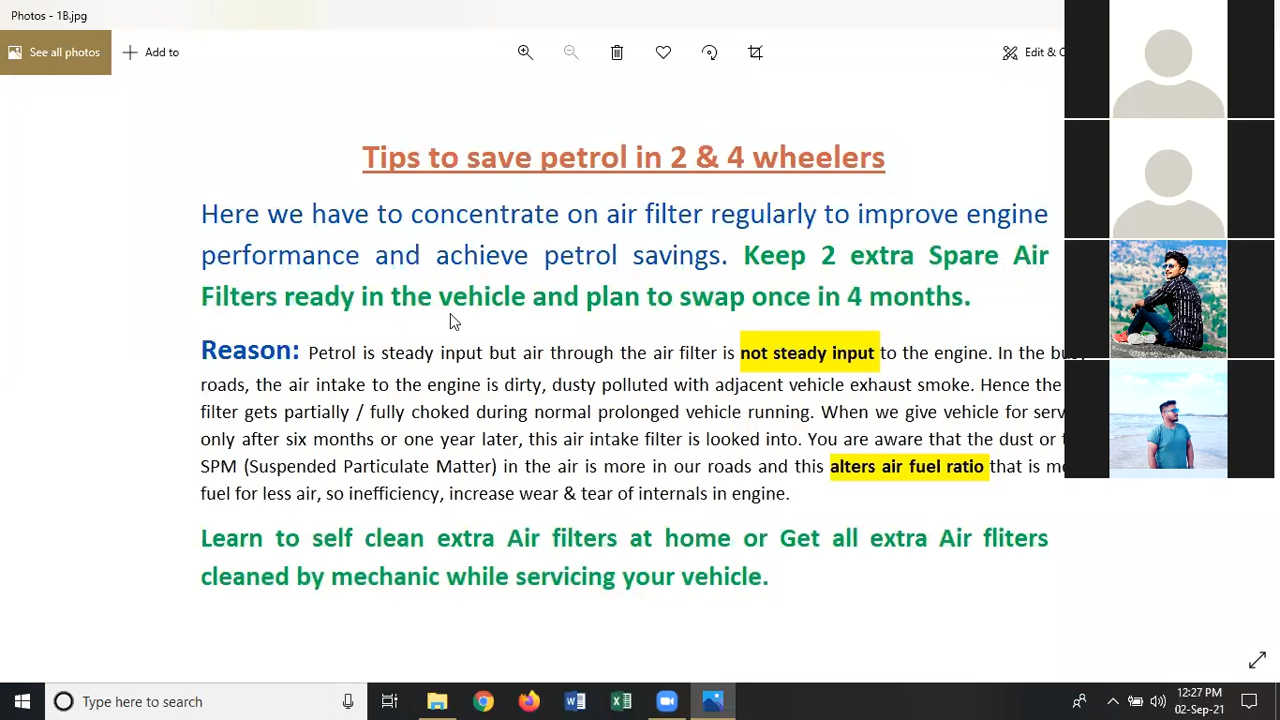 Photos - 1B.jpg
See all photos
Add to
Edit & C
Tips to save petrol in 2 & 4 wheelers
Here we have to concentrate on air filter regularly to improve engine
performance and achieve petrol savings. Keep 2 extra Spare Air
Filters ready in the vehicle and plan to swap once in 4 months.
Reason: Petrol is steady input but air through the air filter is not steady input to the engine. In the
roads, the air intake to the engine is dirty, dusty polluted with adjacent vehicle exhaust smoke. Hence the
filter gets partially / fully choked during normal prolonged vehicle running. When we give vehicle for
only after six months or one year later, this air intake filter is looked into. You are aware that the dust or
SPM (Suspended Particulate Matter) in the air is more in our roads and this alters air fuel ratio that is
fuel for less air, so inefficiency, increase wear & tear of internals in engine.
Learn to self clean extra Air filters at home or Get all extra Air fliters
cleaned by mechanic while servicing your vehicle.
Type here to search
12:27 PM
02-Sep-21